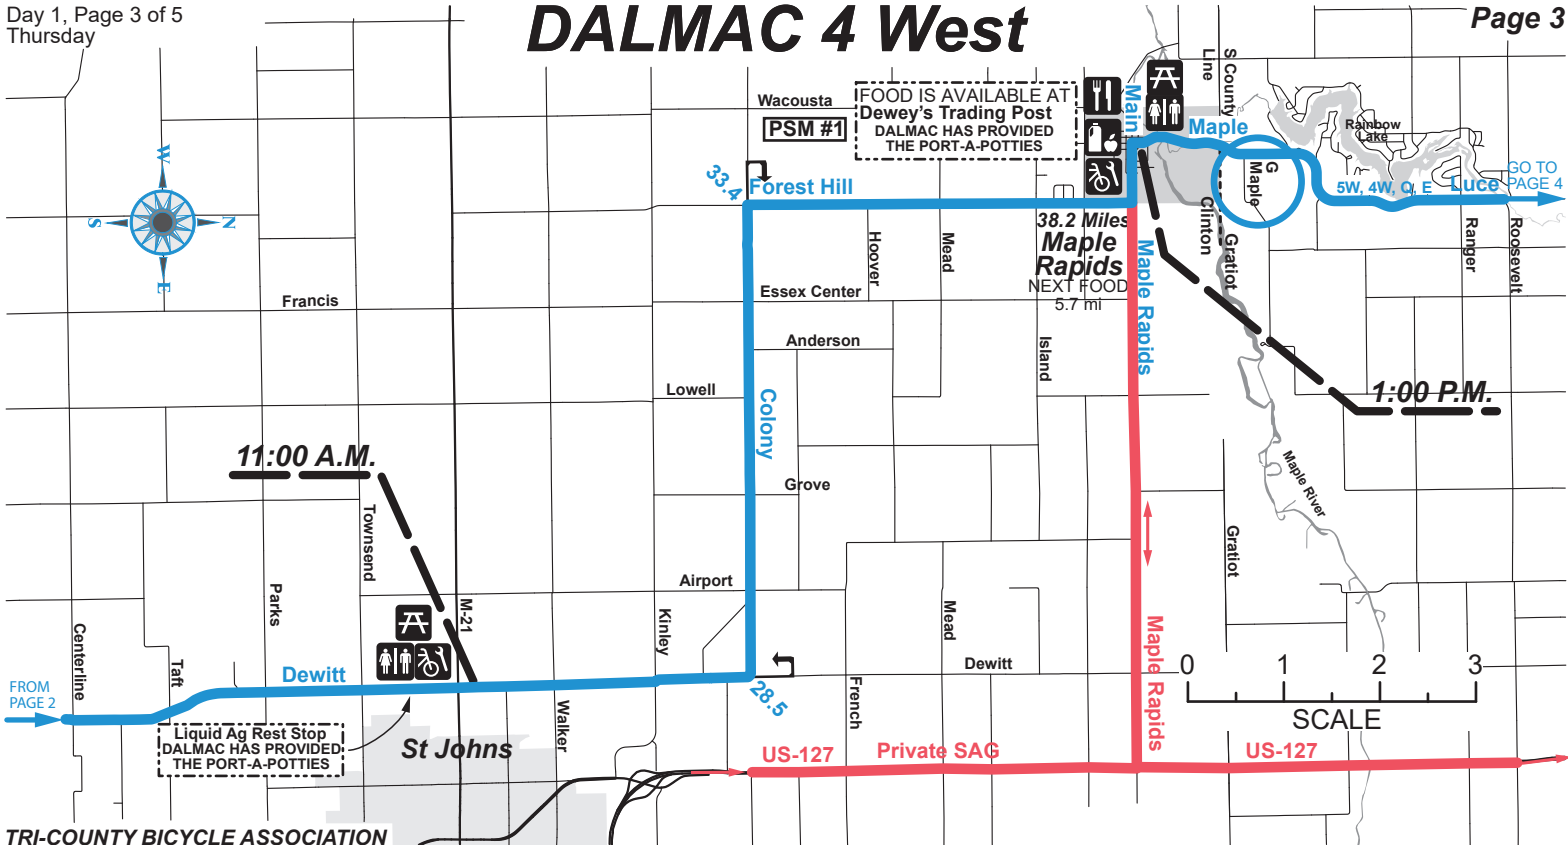 Day 1, Page 3 of 5
Thursday
DALMAC 4 West
Page 3
Wacousta
PSM #1
FOOD IS AVAILABLE AT
Dewey's Trading Post
DALMAC HAS PROVIDED
THE PORT-A-POTTIES
Main
Line
S County
Maple
Rainbow
Lake
G
Maple
5W, 4W, Q, E
Luce
GO TO
PAGE 4
33.4
Forest Hill
38.2 Miles
Maple
Rapids
NEXT FOOD
5.7 mi
Maple Rapids
Clinton
Gratiot
Ranger
Roosevelt
W
S
N
E
Francis
Hoover
Mead
Essex Center
Anderson
Island
Lowell
Colony
1:00 P.M.
11:00 A.M.
Grove
Maple River
Townsend
Gratiot
Airport
Parks
M-21
Kinley
Mead
Centerline
Taft
Dewitt
Dewitt
Maple Rapids
0
1
2
3
SCALE
FROM
PAGE 2
28.5
French
Walker
Liquid Ag Rest Stop
DALMAC HAS PROVIDED
THE PORT-A-POTTIES
St Johns
US-127
Private SAG
US-127
TRI-COUNTY BICYCLE ASSOCIATION